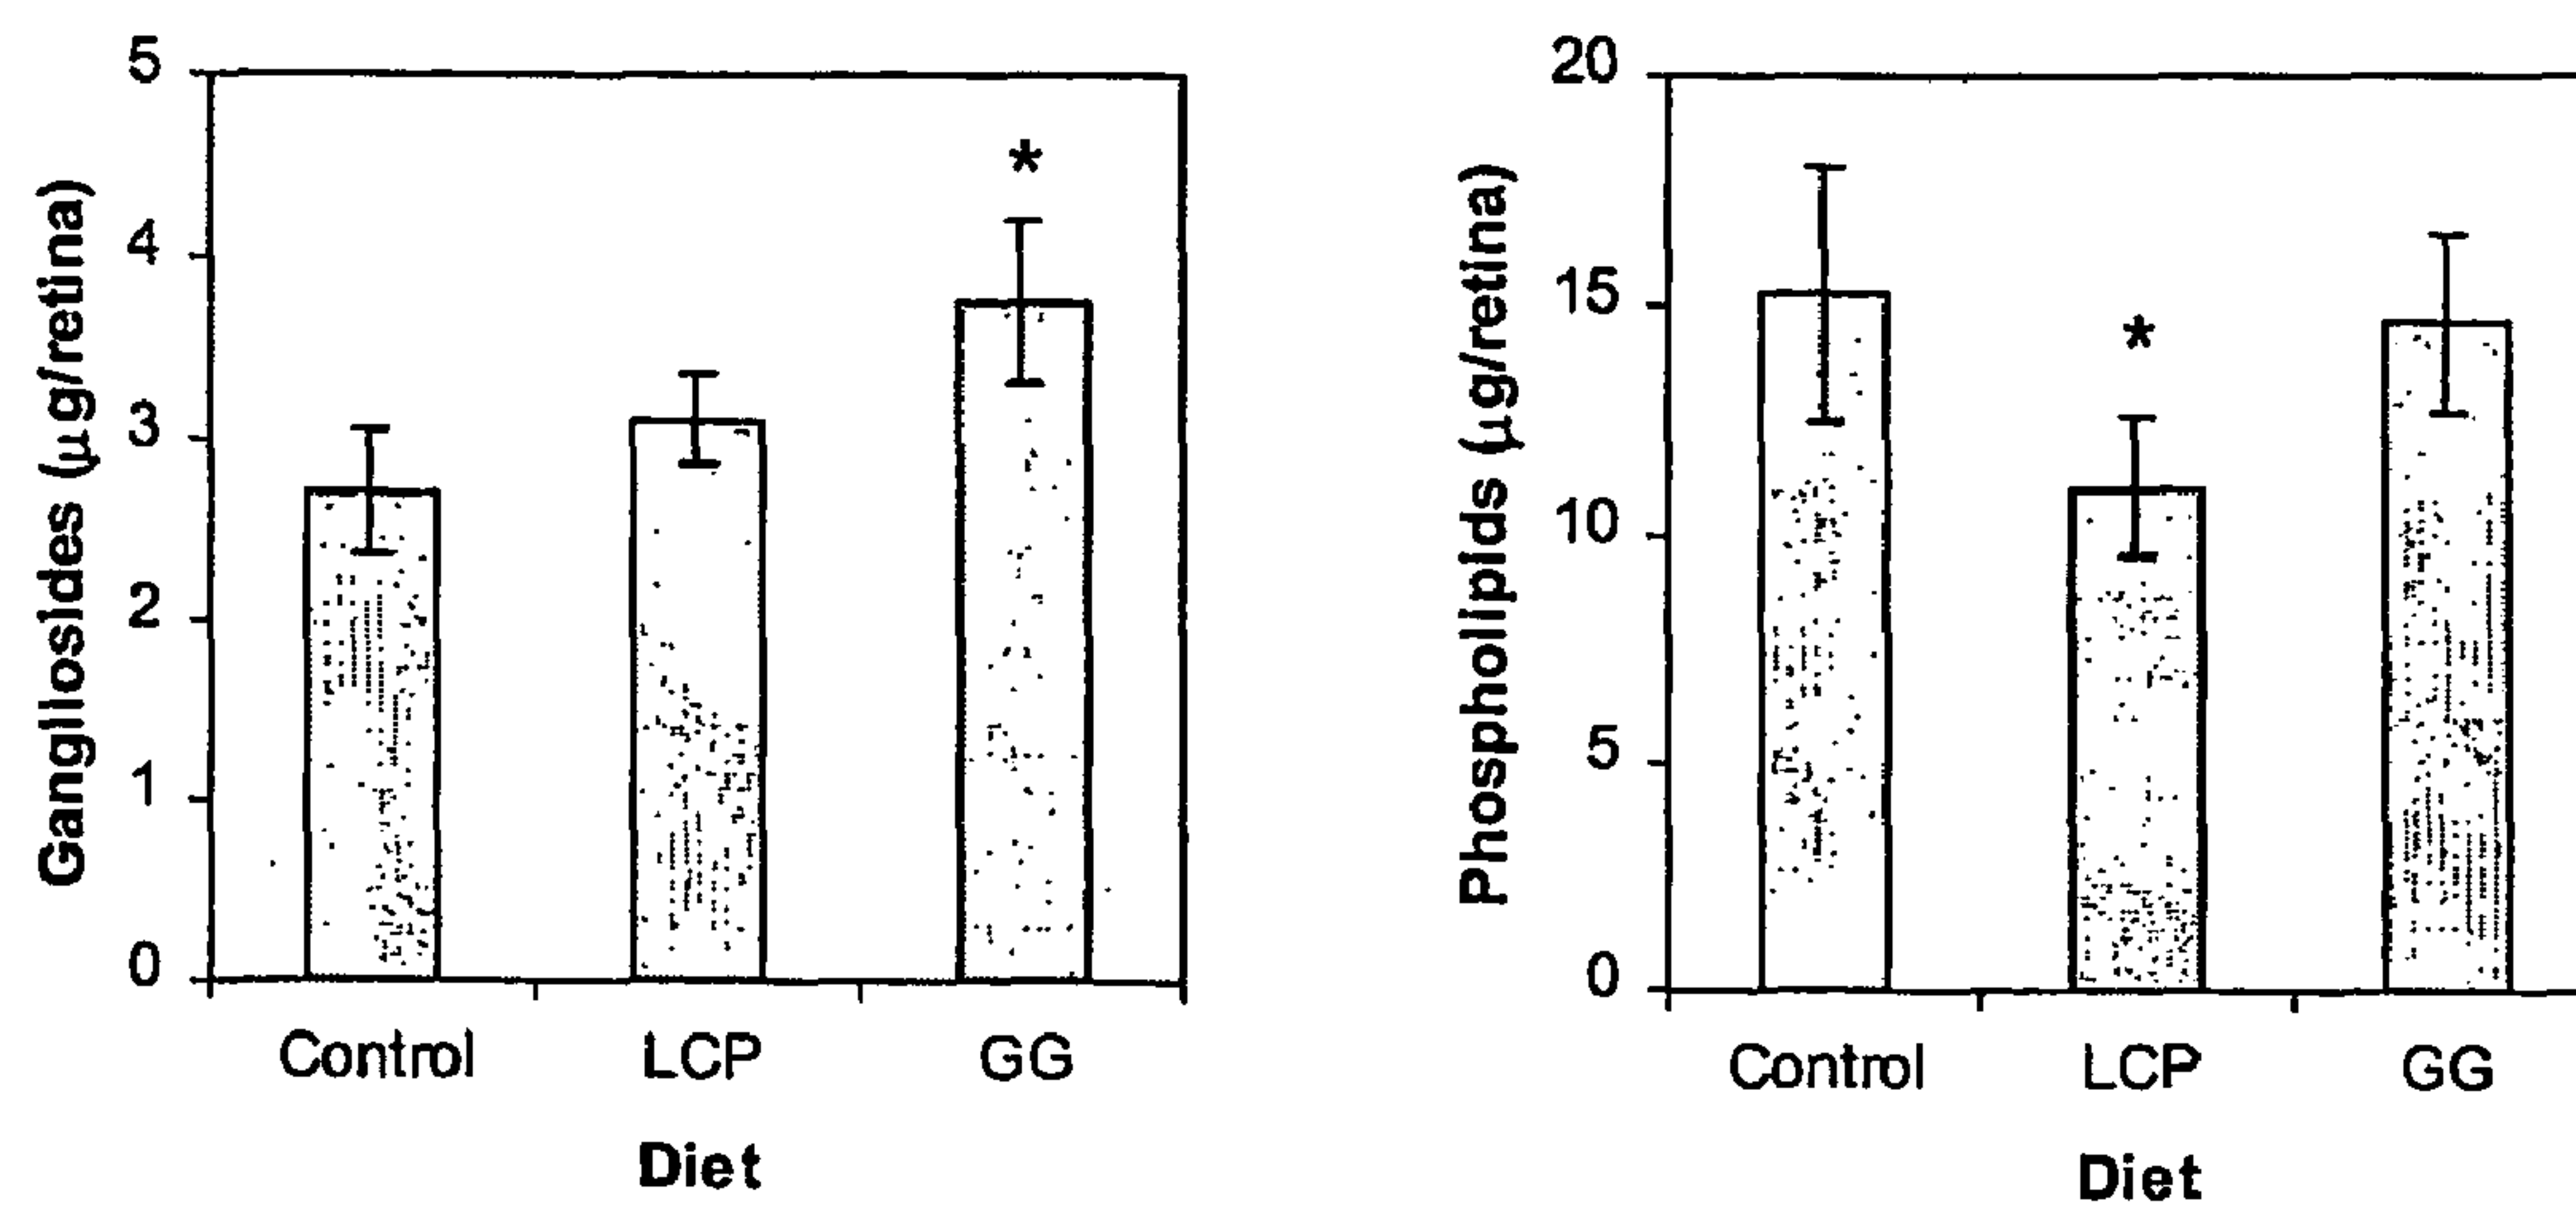 Gangliosides (µg/retina)
5
4
3
2
1
0
*
Control LCP GG
Diet
Phospholipids (µg/retina)
20
15
10
5
0
*
Control LCP GG
Diet